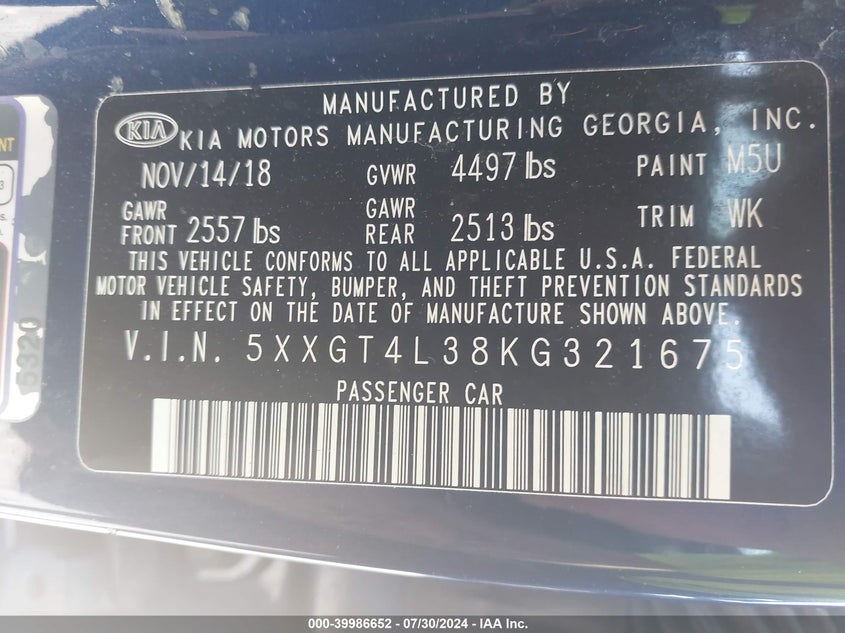 MANUFACTURED BY
KIA KIA MOTORS MANUFACTURING GEORGIA, INC.
NOV/14/18 GVWR 4497 lbs PAINT M5U
GAWR FRONT 2557 lbs GAWR REAR 2513 lbs TRIM WK
THIS VEHICLE CONFORMS TO ALL APPLICABLE U.S.A. FEDERAL
MOTOR VEHICLE SAFETY, BUMPER, AND THEFT PREVENTION STANDARDS
IN EFFECT ON THE DATE OF MANUFACTURE SHOWN ABOVE.
V.I.N. 5XXGT4L38KG321675
PASSENGER CAR
5320
000-39986652 / 07/30/2024 - IAA Inc.